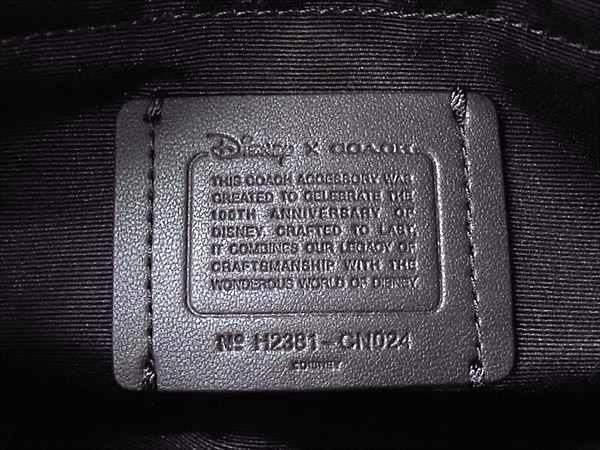 Disney X COACH
THIS COACH ACCESSORY WAS
CREATED TO CELEBRATE THE
100TH ANNIVERSARY OF
DISNEY. CRAFTED TO LAST,
IT COMBINES OUR LEGACY OF
CRAFTSMANSHIP WITH THE
WONDEROUS WORLD OF DISNEY.
Nº H2381-CN024
©DISNEY